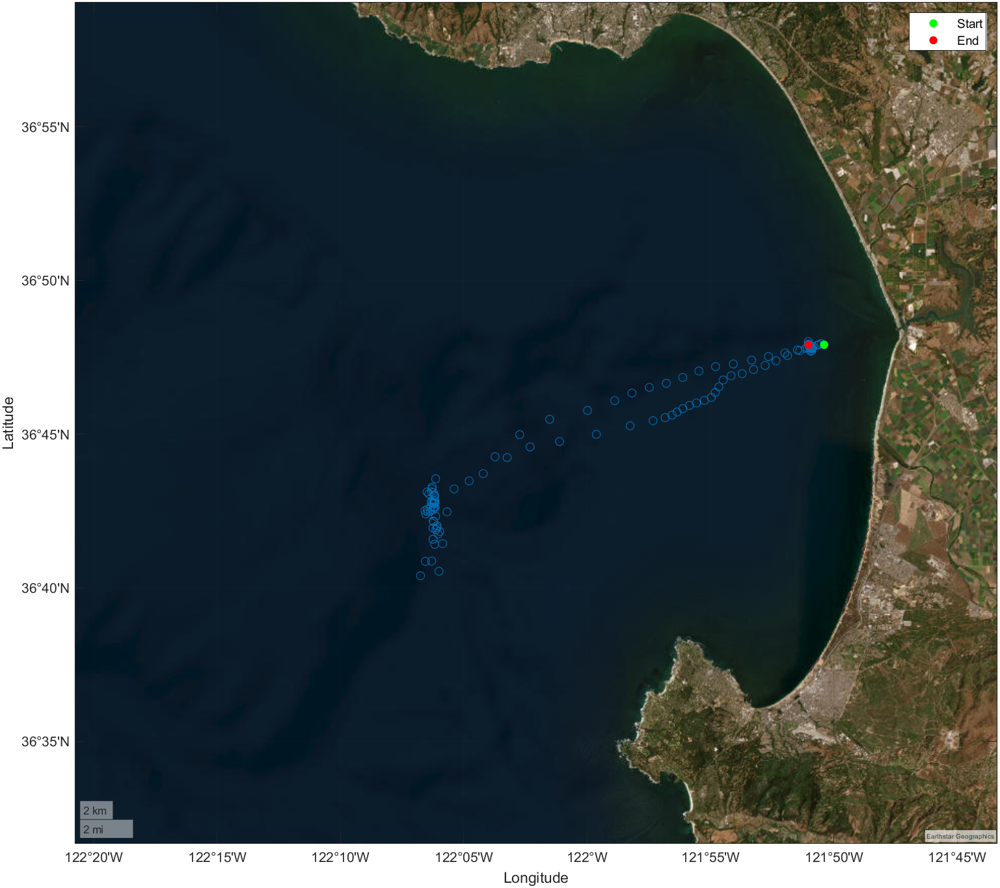 Start
End
36°55'N
36°50'N
36°45'N
36°40'N
36°35'N
Latitude
2 km
2 mi
Earthstar Geographics
122°20'W
122°15'W
122°10'W
122°05'W
122°W
121°55'W
121°50'W
121°45'W
Longitude